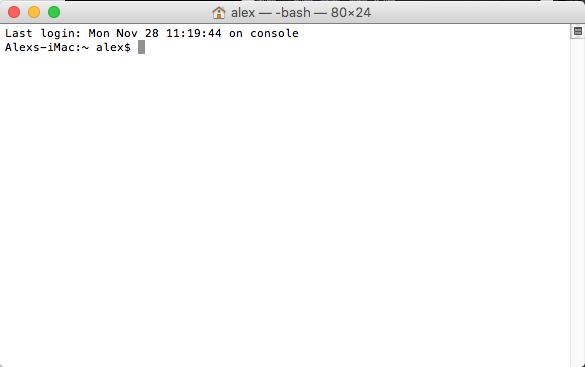 alex — -bash — 80×24
Last login: Mon Nov 28 11:19:44 on console
Alexs-iMac:~ alex$